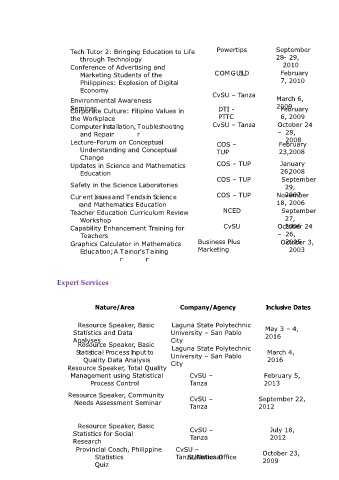 Tech Tutor 2: Bringing Education to Life through Technology Powertips September 28– 29, 2010
Conference of Advertising and Marketing Students of the Philippines: Explosion of Digital Economy COMGUILD February 7, 2010
Environmental Awareness Seminar CvSU – Tanza March 6, 2009
Corporate Culture: Filipino Values in the Workplace DTI - PTTC February 6, 2009
Computer Installation, Troubleshooting and Repair CvSU – Tanza October 24 – 28, 2008
Lecture-Forum on Conceptual Understanding and Conceptual Change COS – TUP February 23,2008
Updates in Science and Mathematics Education COS – TUP January 26,2008
Safety in the Science Laboratories COS – TUP September 29, 2007
Current Issues and Trends in Science and Mathematics Education COS – TUP November 18, 2006
Teacher Education Curriculum Review Workshop NCED September 27, 2006
Capability Enhancement Training for Teachers CvSU October 24 – 26, 2005
Graphics Calculator in Mathematics Education; A Trainor's Training Business Plus Marketing October 3, 2003
Expert Services
Nature/Area Company/Agency Inclusive Dates
Resource Speaker, Basic Statistics and Data Analyses Laguna State Polytechnic University – San Pablo City May 3 – 4, 2016
Resource Speaker, Basic Statistical Process Input to Quality Data Analysis Laguna State Polytechnic University – San Pablo City March 4, 2016
Resource Speaker, Total Quality Management using Statistical Process Control CvSU – Tanza February 5, 2013
Resource Speaker, Community Needs Assessment Seminar CvSU – Tanza September 22, 2012
Resource Speaker, Basic Statistics for Social Research CvSU – Tanza July 18, 2012
Provincial Coach, Philippine Statistics Quiz CvSU – Tanza Office October 23, 2009